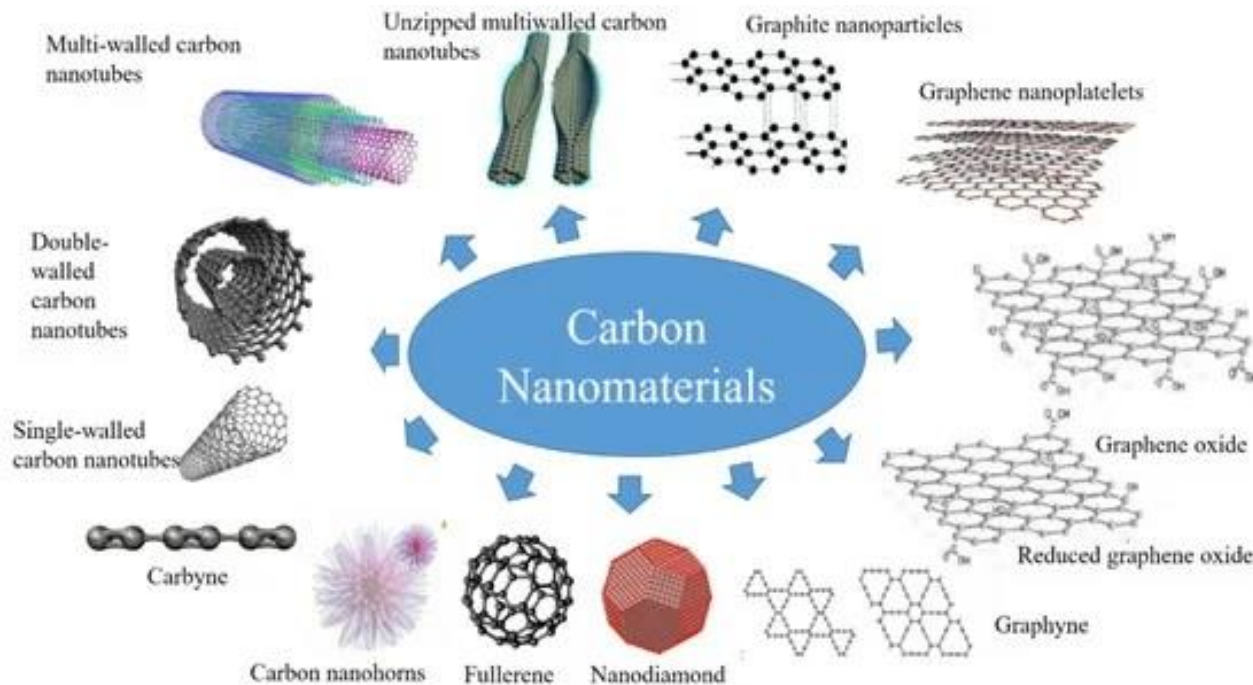 Multi-walled carbon
nanotubes
Unzipped multiwalled carbon
nanotubes
Graphite nanoparticles
Graphene nanoplatelets
Double-
walled
carbon
nanotubes
Carbon
Nanomaterials
Single-walled
carbon nanotubes
Graphene oxide
Reduced graphene oxide
Carbyne
Carbon nanohorns
Fullerene
Nanodiamond
Graphyne